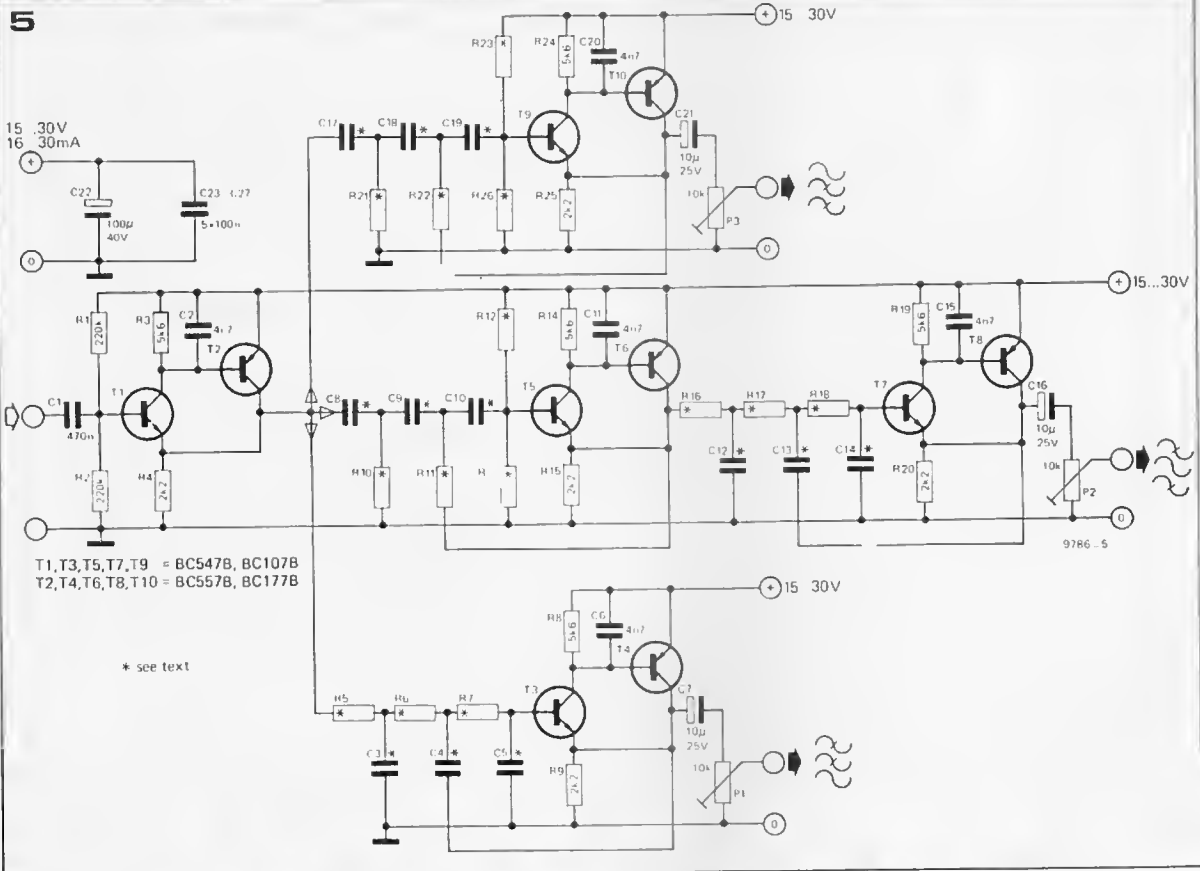 5
15 30V
R23 *
R24
5k6
C20
4n7
T10
C17 *
C18 *
C19 *
T9
C21
10µ
25V
15 .30V
16 30mA
+
C22
100µ
40V
5×100n
0
R21 *
R22 *
R26 *
R25
2k2
10k
P3
0
+ 15...30V
R1
220k
R3
5k6
C2
4n7
T2
R12 *
R14
5k6
C11
4n7
T6
R19
5k6
C15
4n7
T8
C1
470n
T1
C8 *
C9 *
C10 *
T5
R16 *
R17 *
R18 *
T7
C16
10µ
25V
220k
R4
2k2
R10 *
R11 *
R *
R15
2k2
C12 *
C13 *
C14 *
R20
2k2
10k
P2
0
9786 - 5
T1,T3,T5,T7,T9 = BC547B, BC107B
T2,T4,T6,T8,T10 = BC557B, BC177B
+ 15 30V
R8
5k6
C6
4n7
T4
* see text
R5 *
R6 *
R7 *
T3
C7
10µ
25V
C3 *
C4 *
C5 *
R9
2k2
10k
P1
0